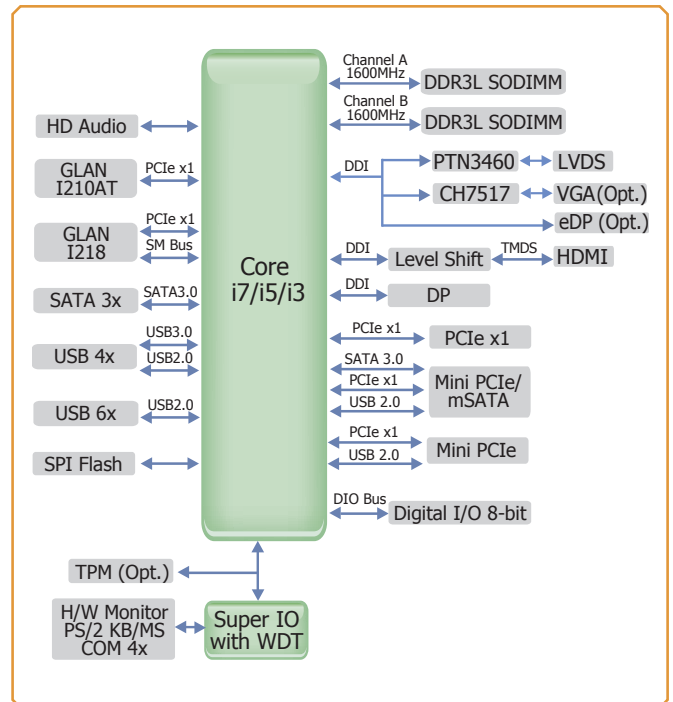 Channel A
1600MHz
DDR3L SODIMM
Channel B
1600MHz
DDR3L SODIMM
HD Audio
DDI
PTN3460
LVDS
GLAN
I210AT
PCIe x1
CH7517
VGA(Opt.)
eDP (Opt.)
GLAN
I218
PCIe x1
SM Bus
Core
i7/i5/i3
DDI
Level Shift
TMDS
HDMI
SATA 3x
SATA3.0
DDI
DP
USB 4x
USB3.0
USB2.0
PCIe x1
PCIe x1
SATA 3.0
PCIe x1
USB 2.0
Mini PCIe/
mSATA
USB 6x
USB2.0
PCIe x1
USB 2.0
Mini PCIe
SPI Flash
DIO Bus
Digital I/O 8-bit
TPM (Opt.)
H/W Monitor
PS/2 KB/MS
COM 4x
Super IO
with WDT